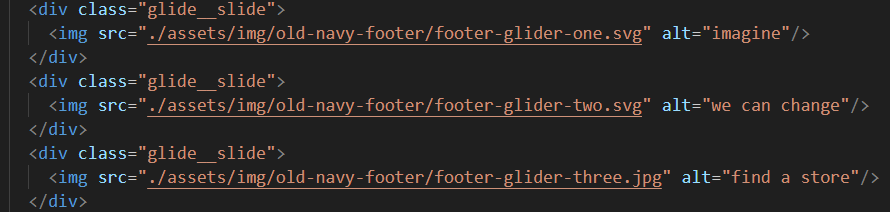 <div class="glide__slide">
<img src="./assets/img/old-navy-footer/footer-glider-one.svg" alt="imagine"/>
</div>
<div class="glide__slide">
<img src="./assets/img/old-navy-footer/footer-glider-two.svg" alt="we can change"/>
</div>
<div class="glide__slide">
<img src="./assets/img/old-navy-footer/footer-glider-three.jpg" alt="find a store"/>
</div>